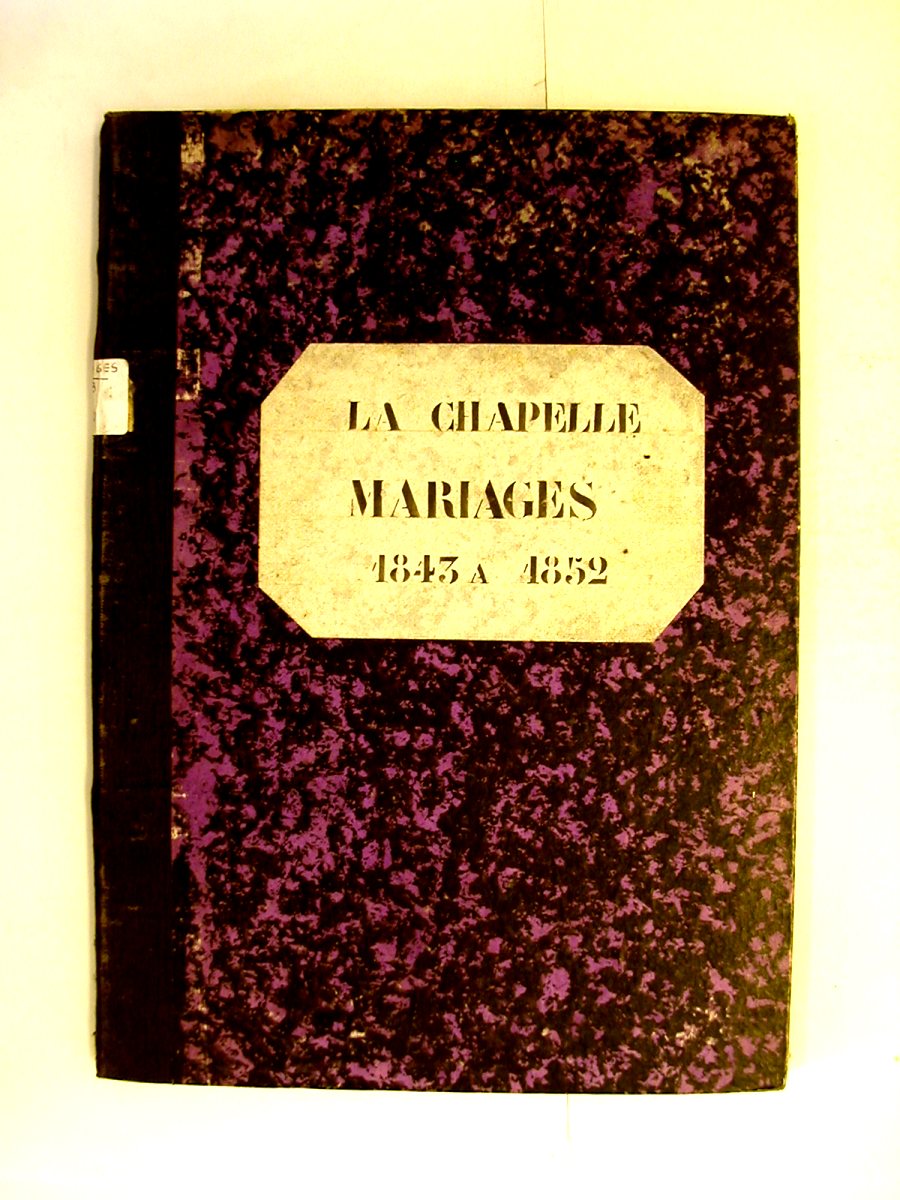 LA CHAPELLE
MARIAGES
1843 A 1852